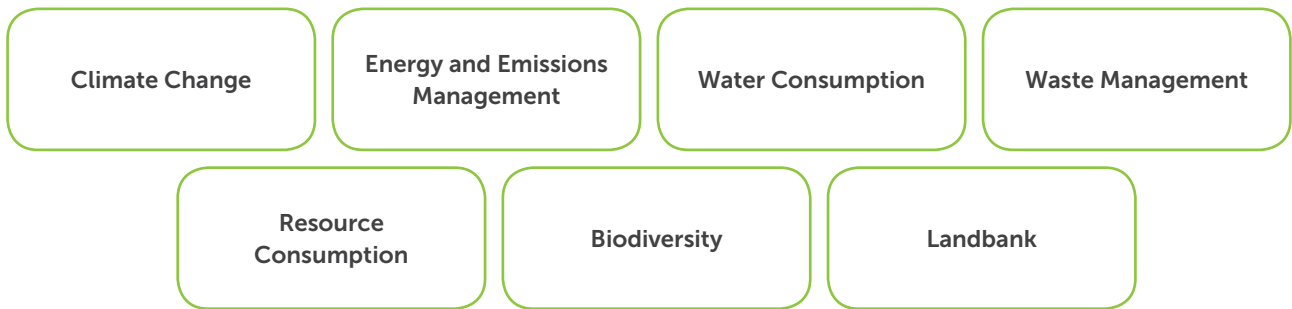 Climate Change
Energy and Emissions
Management
Water Consumption
Waste Management
Resource
Consumption
Biodiversity
Landbank